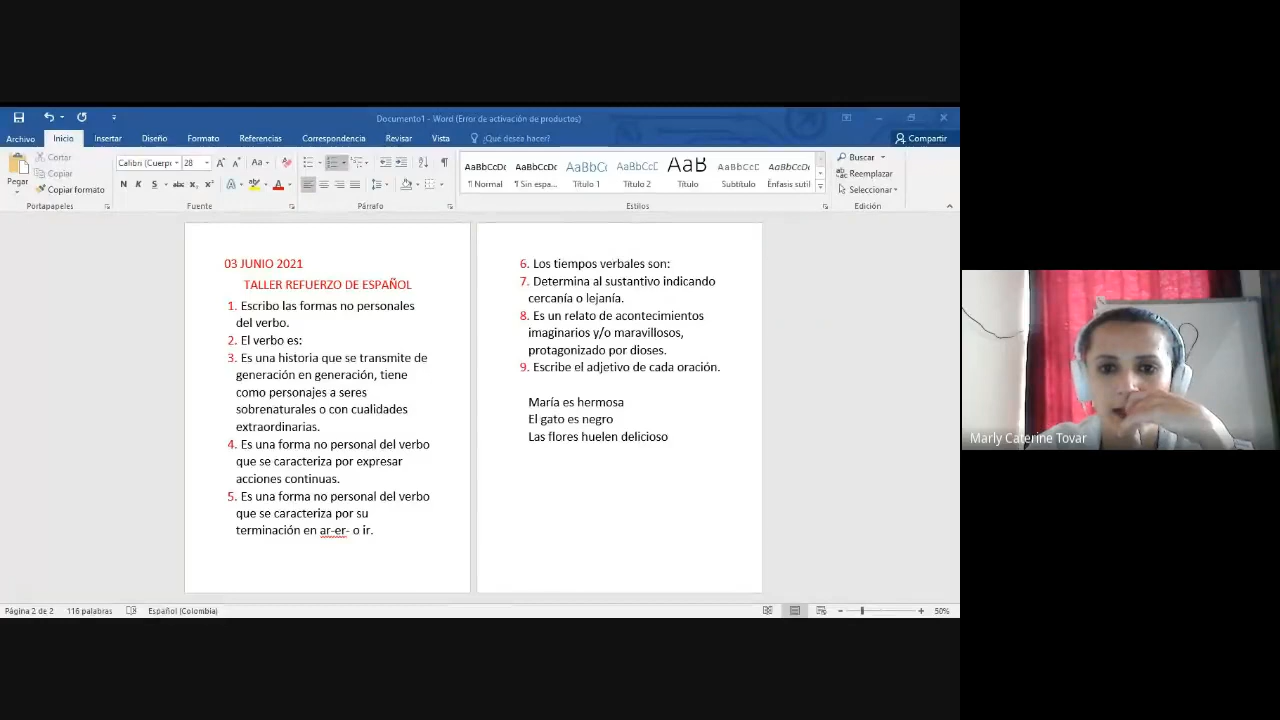 Documento1 - Word (Error de activación de productos)
Archivo Inicio Insertar Diseño Formato Referencias Correspondencia Revisar Vista ¿Qué desea hacer? Compartir
Pegar
Cortar
Copiar
Copiar formato
Portapapeles
Calibri (Cuerp 28
Aa
N K S abc x₂ x²
Fuente
Párrafo
AaBbCcDc AaBbCcDc AaBbCc AaBbCcD AaB AaBbCcD AaBbCcDc
¶ Normal ¶ Sin espa... Título 1 Título 2 Título Subtítulo Énfasis sutil
Estilos
Buscar
Reemplazar
Seleccionar
Edición
03 JUNIO 2021
TALLER REFUERZO DE ESPAÑOL
1. Escribo las formas no personales
del verbo.
2. El verbo es:
3. Es una historia que se transmite de
generación en generación, tiene
como personajes a seres
sobrenaturales o con cualidades
extraordinarias.
4. Es una forma no personal del verbo
que se caracteriza por expresar
acciones continuas.
5. Es una forma no personal del verbo
que se caracteriza por su
terminación en ar-er- o ir.
6. Los tiempos verbales son:
7. Determina al sustantivo indicando
cercanía o lejanía.
8. Es un relato de acontecimientos
imaginarios y/o maravillosos,
protagonizado por dioses.
9. Escribe el adjetivo de cada oración.
María es hermosa
El gato es negro
Las flores huelen delicioso
Marly Caterine Tovar
Página 2 de 2 116 palabras Español (Colombia) 50%